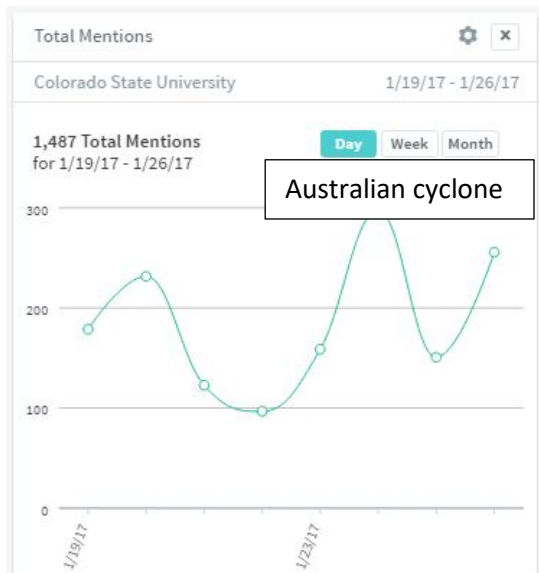 Total Mentions
Colorado State University 1/19/17 - 1/26/17
1,487 Total Mentions
for 1/19/17 - 1/26/17
Day Week Month
Australian cyclone
300
200
100
0
1/19/17
1/23/17